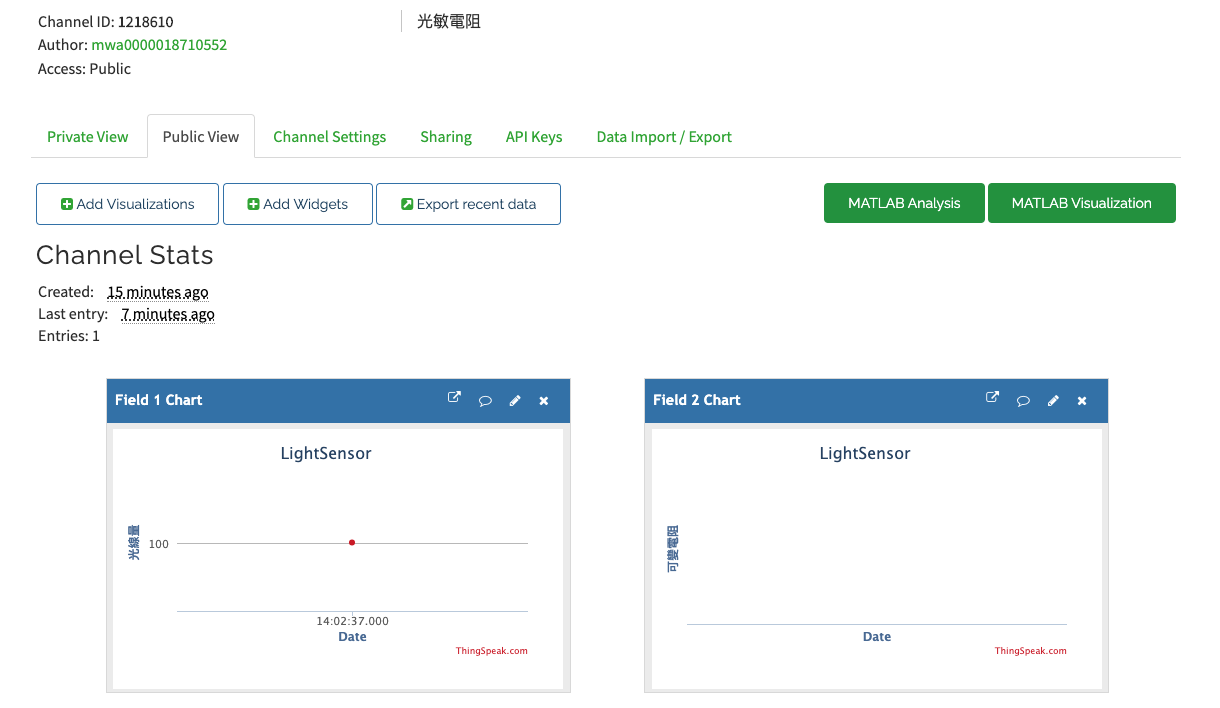 Channel ID: 1218610
光敏電阻
Author: mwa0000018710552
Access: Public
Private View
Public View
Channel Settings
Sharing
API Keys
Data Import / Export
Add Visualizations
Add Widgets
Export recent data
MATLAB Analysis
MATLAB Visualization
Channel Stats
Created: 15 minutes ago
Last entry: 7 minutes ago
Entries: 1
Field 1 Chart
LightSensor
光線量
100
14:02:37.000
Date
ThingSpeak.com
Field 2 Chart
LightSensor
可變電阻
Date
ThingSpeak.com